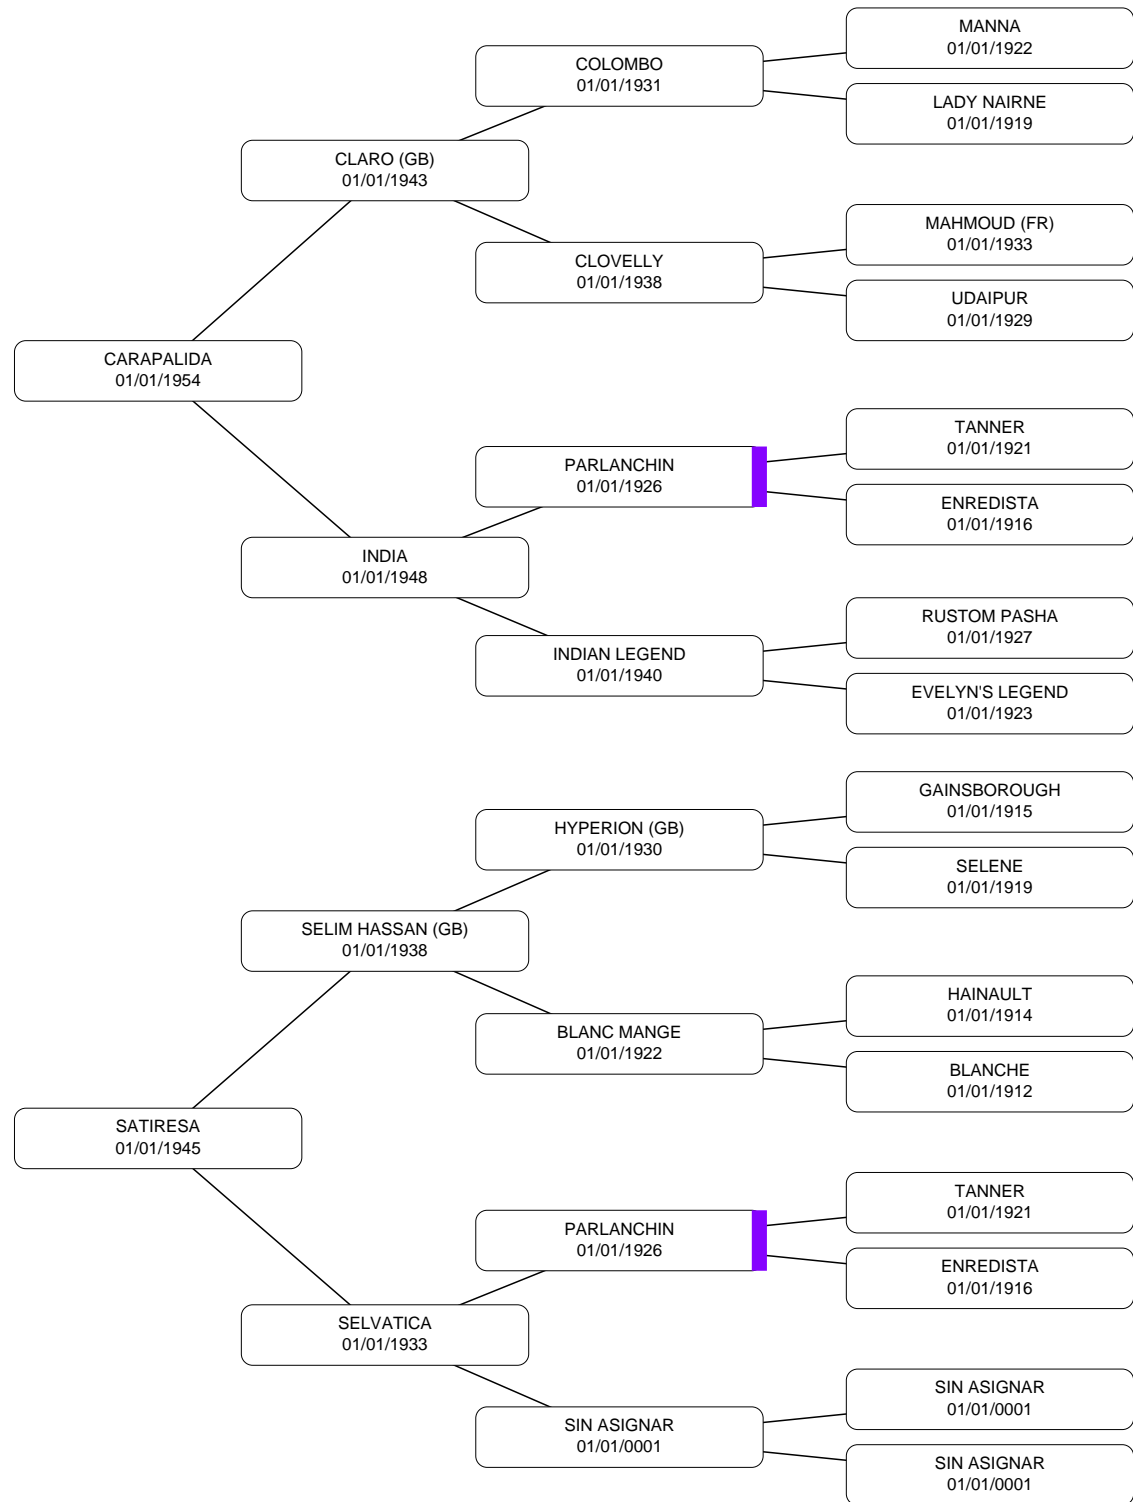 MANNA
01/01/1922
COLOMBO
01/01/1931
LADY NAIRNE
01/01/1919
CLARO (GB)
01/01/1943
MAHMOUD (FR)
01/01/1933
CLOVELLY
01/01/1938
UDAIPUR
01/01/1929
CARAPALIDA
01/01/1954
TANNER
01/01/1921
PARLANCHIN
01/01/1926
ENREDISTA
01/01/1916
INDIA
01/01/1948
RUSTOM PASHA
01/01/1927
INDIAN LEGEND
01/01/1940
EVELYN'S LEGEND
01/01/1923
GAINSBOROUGH
01/01/1915
HYPERION (GB)
01/01/1930
SELENE
01/01/1919
SELIM HASSAN (GB)
01/01/1938
HAINAULT
01/01/1914
BLANC MANGE
01/01/1922
BLANCHE
01/01/1912
SATIRESA
01/01/1945
TANNER
01/01/1921
PARLANCHIN
01/01/1926
ENREDISTA
01/01/1916
SELVATICA
01/01/1933
SIN ASIGNAR
01/01/0001
SIN ASIGNAR
01/01/0001
SIN ASIGNAR
01/01/0001